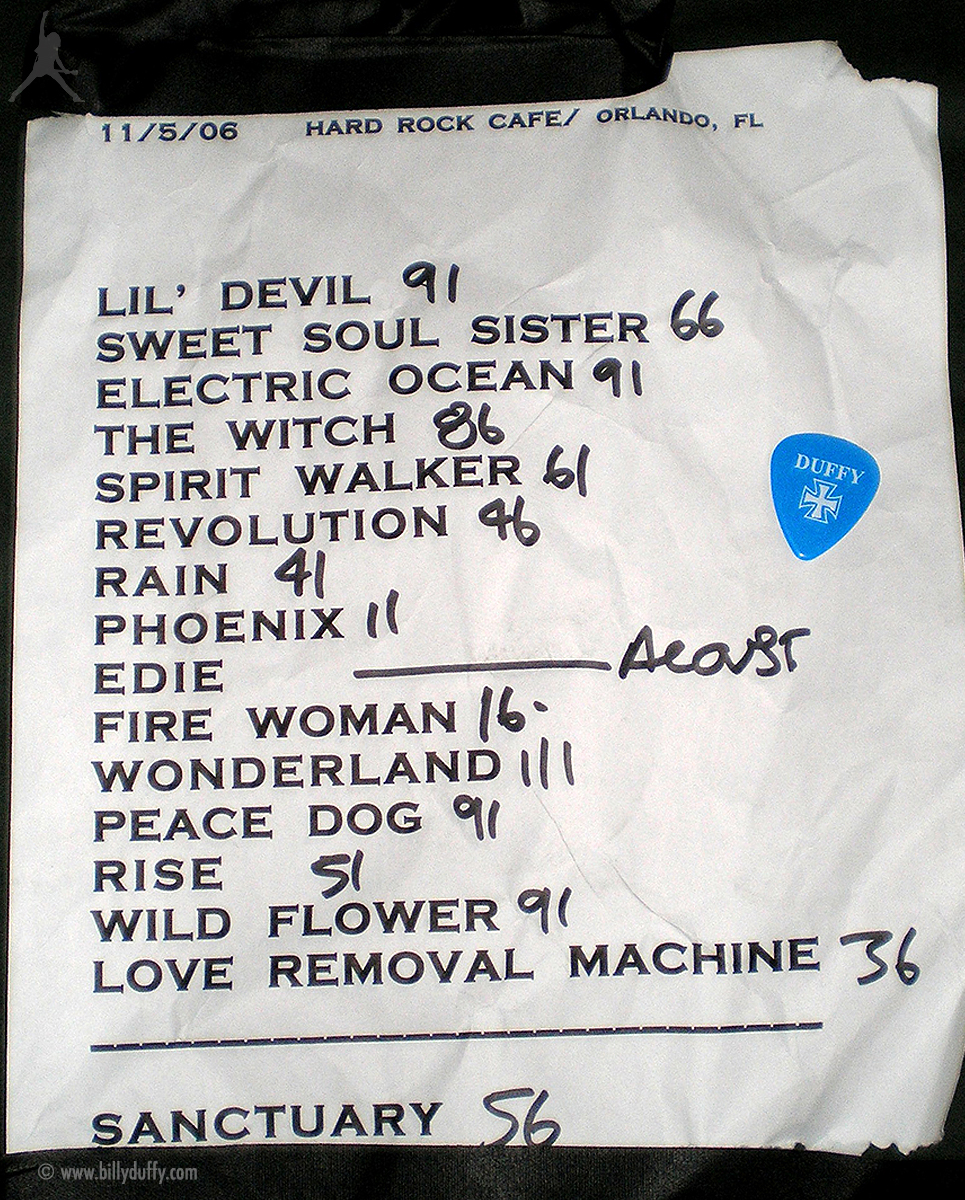 11/5/06 HARD ROCK CAFE/ ORLANDO, FL
LIL' DEVIL 91
SWEET SOUL SISTER 66
ELECTRIC OCEAN 91
THE WITCH 86
SPIRIT WALKER 61
REVOLUTION 46
RAIN 41
PHOENIX 11
EDIE ACOUST
FIRE WOMAN 16.
WONDERLAND 111
PEACE DOG 91
RISE 51
WILD FLOWER 91
LOVE REMOVAL MACHINE 36
SANCTUARY 56
DUFFY
© www.billyduffy.com